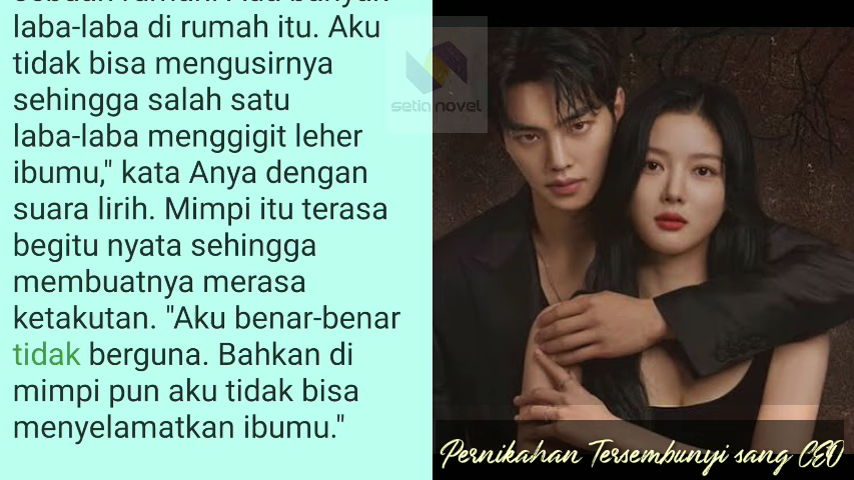 laba-laba di rumah itu. Aku
tidak bisa mengusirnya
sehingga salah satu
laba-laba menggigit leher
ibumu," kata Anya dengan
suara lirih. Mimpi itu terasa
begitu nyata sehingga
membuatnya merasa
ketakutan. "Aku benar-benar
tidak berguna. Bahkan di
mimpi pun aku tidak bisa
menyelamatkan ibumu."
setia novel
Pernikahan Tersembunyi sang CEO